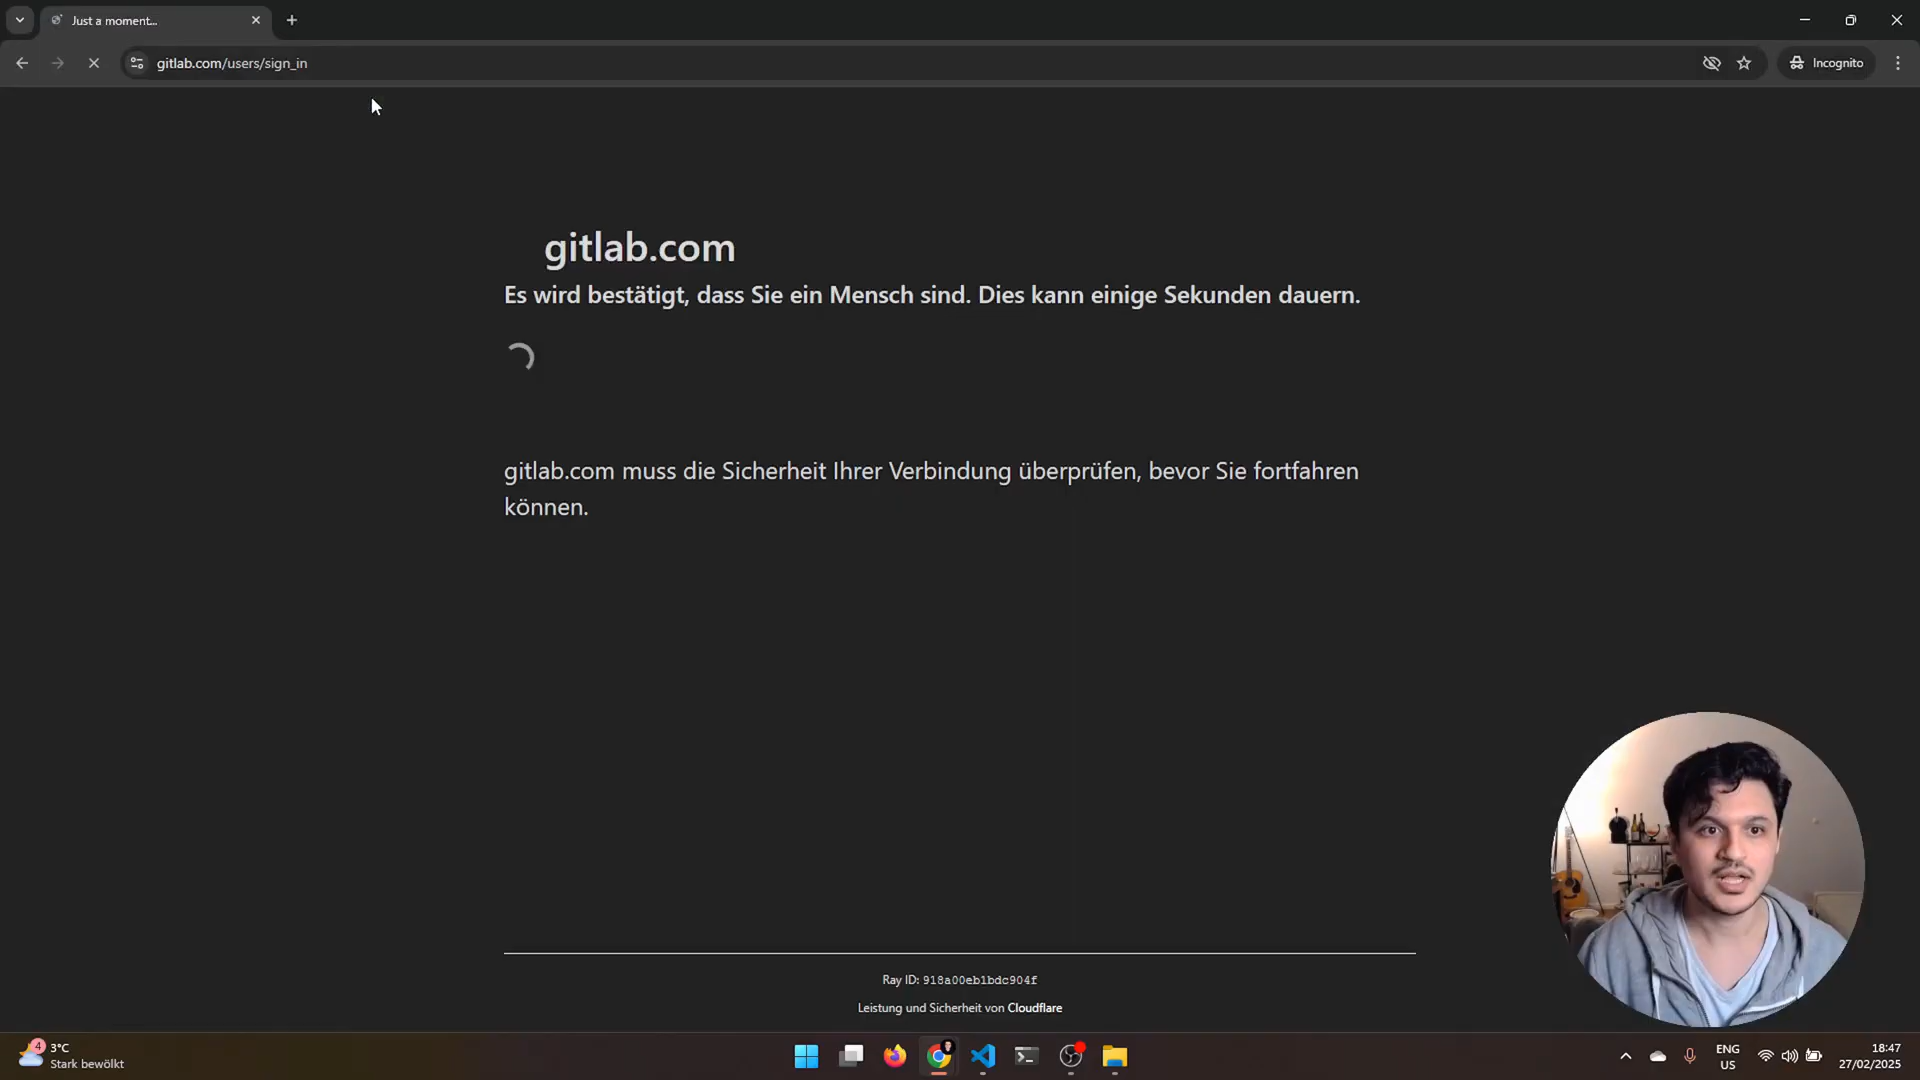 Just a moment...
gitlab.com/users/sign_in
Incognito
gitlab.com
Es wird bestätigt, dass Sie ein Mensch sind. Dies kann einige Sekunden dauern.
gitlab.com muss die Sicherheit Ihrer Verbindung überprüfen, bevor Sie fortfahren
können.
Ray ID: 918a00eb1bdc904f
Leistung und Sicherheit von Cloudflare
4
3°C
Stark bewölkt
ENG
US
18:47
27/02/2025